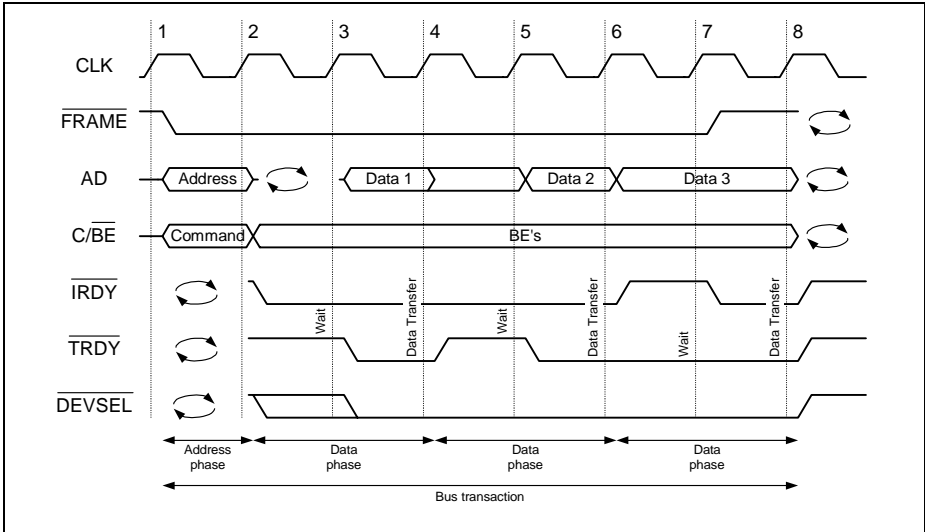 1 2 3 4 5 6 7 8
CLK
FRAME
AD
Address
Data 1
Data 2
Data 3
C/BE
Command
BE's
IRDY
Wait
Data Transfer
Wait
Data Transfer
Wait
Data Transfer
TRDY
DEVSEL
Address
phase
Data
phase
Data
phase
Data
phase
Bus transaction